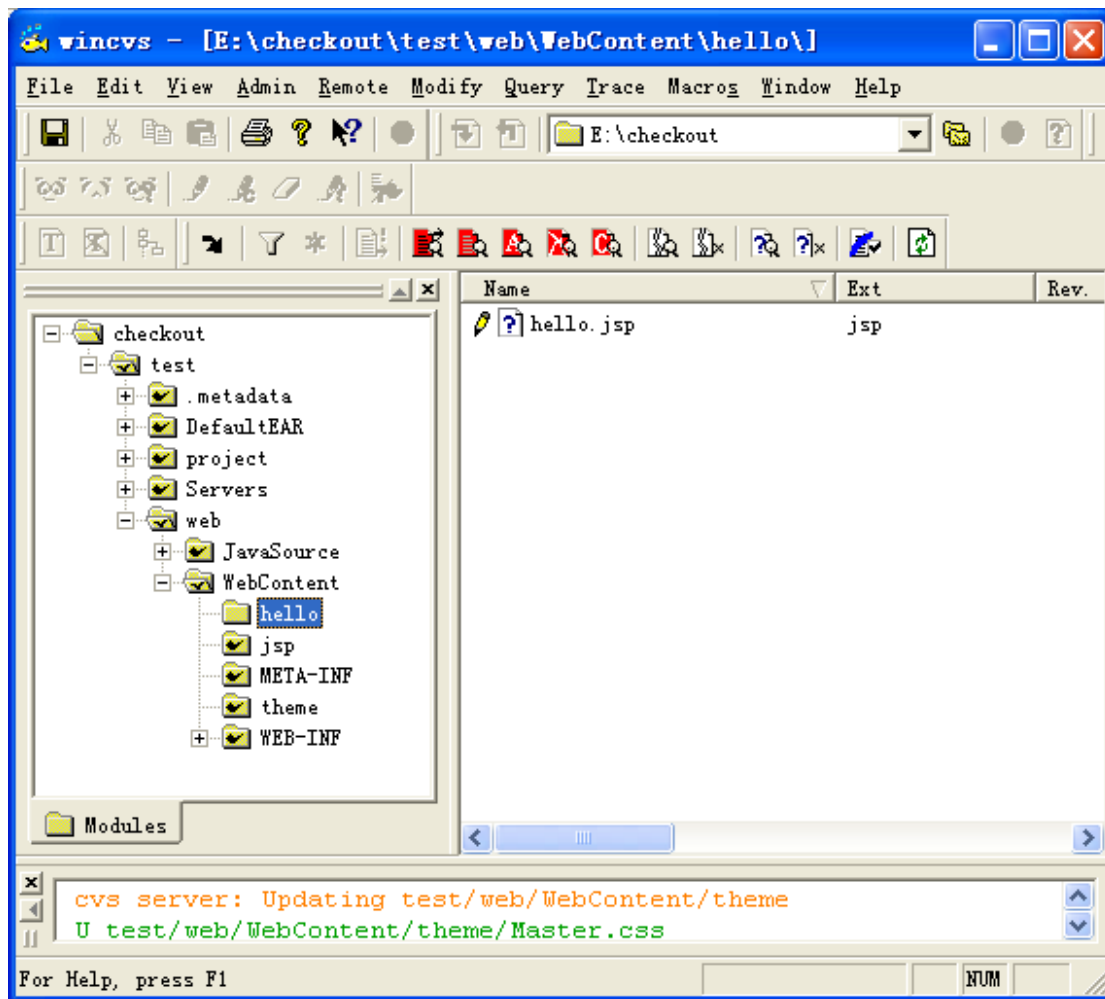 wincvs - [E:\checkout\test\web\WebContent\hello\]
File Edit View Admin Remote Modify Query Trace Macros Window Help
E:\checkout
Name Ext Rev.
hello.jsp jsp
checkout
test
.metadata
DefaultEAR
project
Servers
web
JavaSource
WebContent
hello
jsp
META-INF
theme
WEB-INF
Modules
cvs server: Updating test/web/WebContent/theme
U test/web/WebContent/theme/Master.css
For Help, press F1 NUM